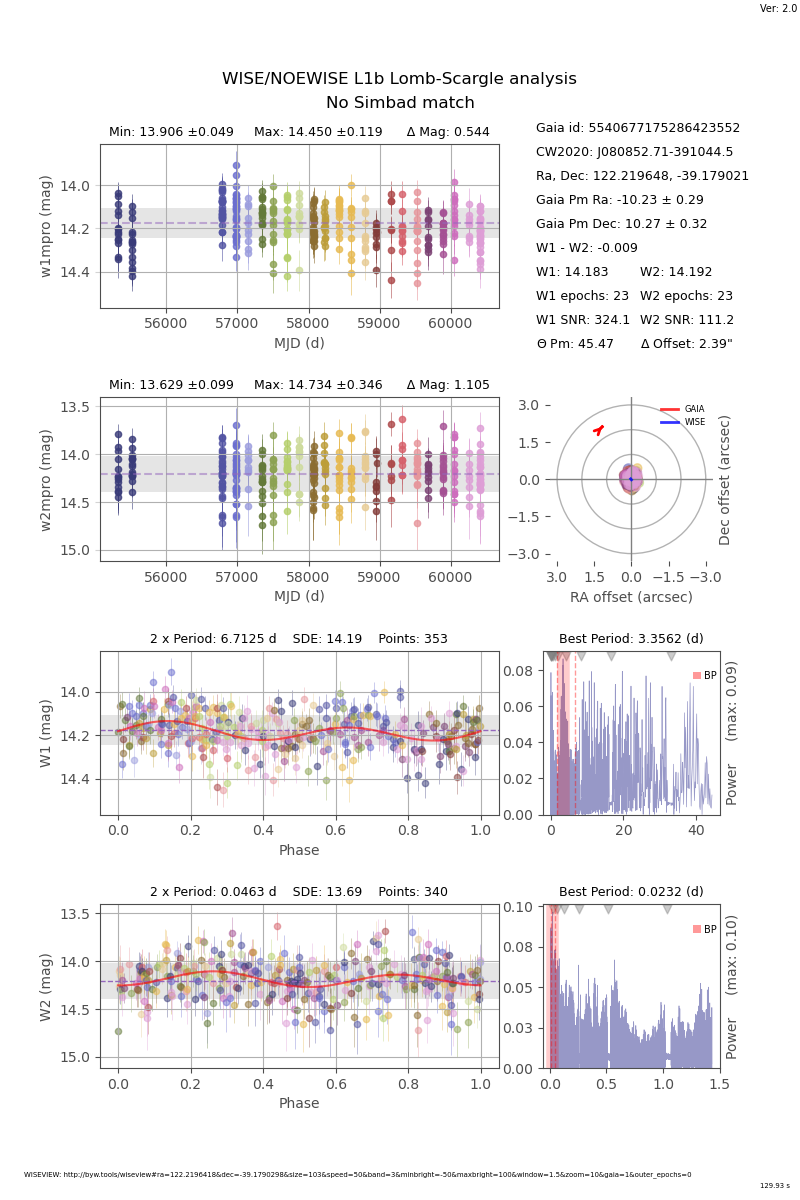 Ver: 2.0
WISE/NOEWISE L1b Lomb-Scargle analysis
No Simbad match
Min: 13.906 ±0.049 Max: 14.450 ±0.119 Δ Mag: 0.544
w1mpro (mag)
14.0
14.2
14.4
56000 57000 58000 59000 60000
MJD (d)
Gaia id: 5540677175286423552
CW2020: J080852.71-391044.5
Ra, Dec: 122.219648, -39.179021
Gaia Pm Ra: -10.23 ± 0.29
Gaia Pm Dec: 10.27 ± 0.32
W1 - W2: -0.009
W1: 14.183 W2: 14.192
W1 epochs: 23 W2 epochs: 23
W1 SNR: 324.1 W2 SNR: 111.2
Θ Pm: 45.47 Δ Offset: 2.39"
Min: 13.629 ±0.099 Max: 14.734 ±0.346 Δ Mag: 1.105
w2mpro (mag)
13.5
14.0
14.5
15.0
56000 57000 58000 59000 60000
MJD (d)
GAIA
WISE
3.0
1.5
0.0
−1.5
−3.0
3.0 1.5 0.0 −1.5 −3.0
RA offset (arcsec)
Dec offset (arcsec)
2 x Period: 6.7125 d SDE: 14.19 Points: 353
W1 (mag)
14.0
14.2
14.4
0.0 0.2 0.4 0.6 0.8 1.0
Phase
Best Period: 3.3562 (d)
BP
0.08
0.06
0.04
0.02
0.00
0 20 40
Power (max: 0.09)
2 x Period: 0.0463 d SDE: 13.69 Points: 340
W2 (mag)
13.5
14.0
14.5
15.0
0.0 0.2 0.4 0.6 0.8 1.0
Phase
Best Period: 0.0232 (d)
BP
0.10
0.08
0.05
0.03
0.00
0.0 0.5 1.0 1.5
Power (max: 0.10)
WISEVIEW: http://byw.tools/wiseview#ra=122.2196418&dec=-39.1790298&size=103&speed=50&band=3&minbright=-50&maxbright=100&window=1.5&zoom=10&gaia=1&outer_epochs=0
129.93 s